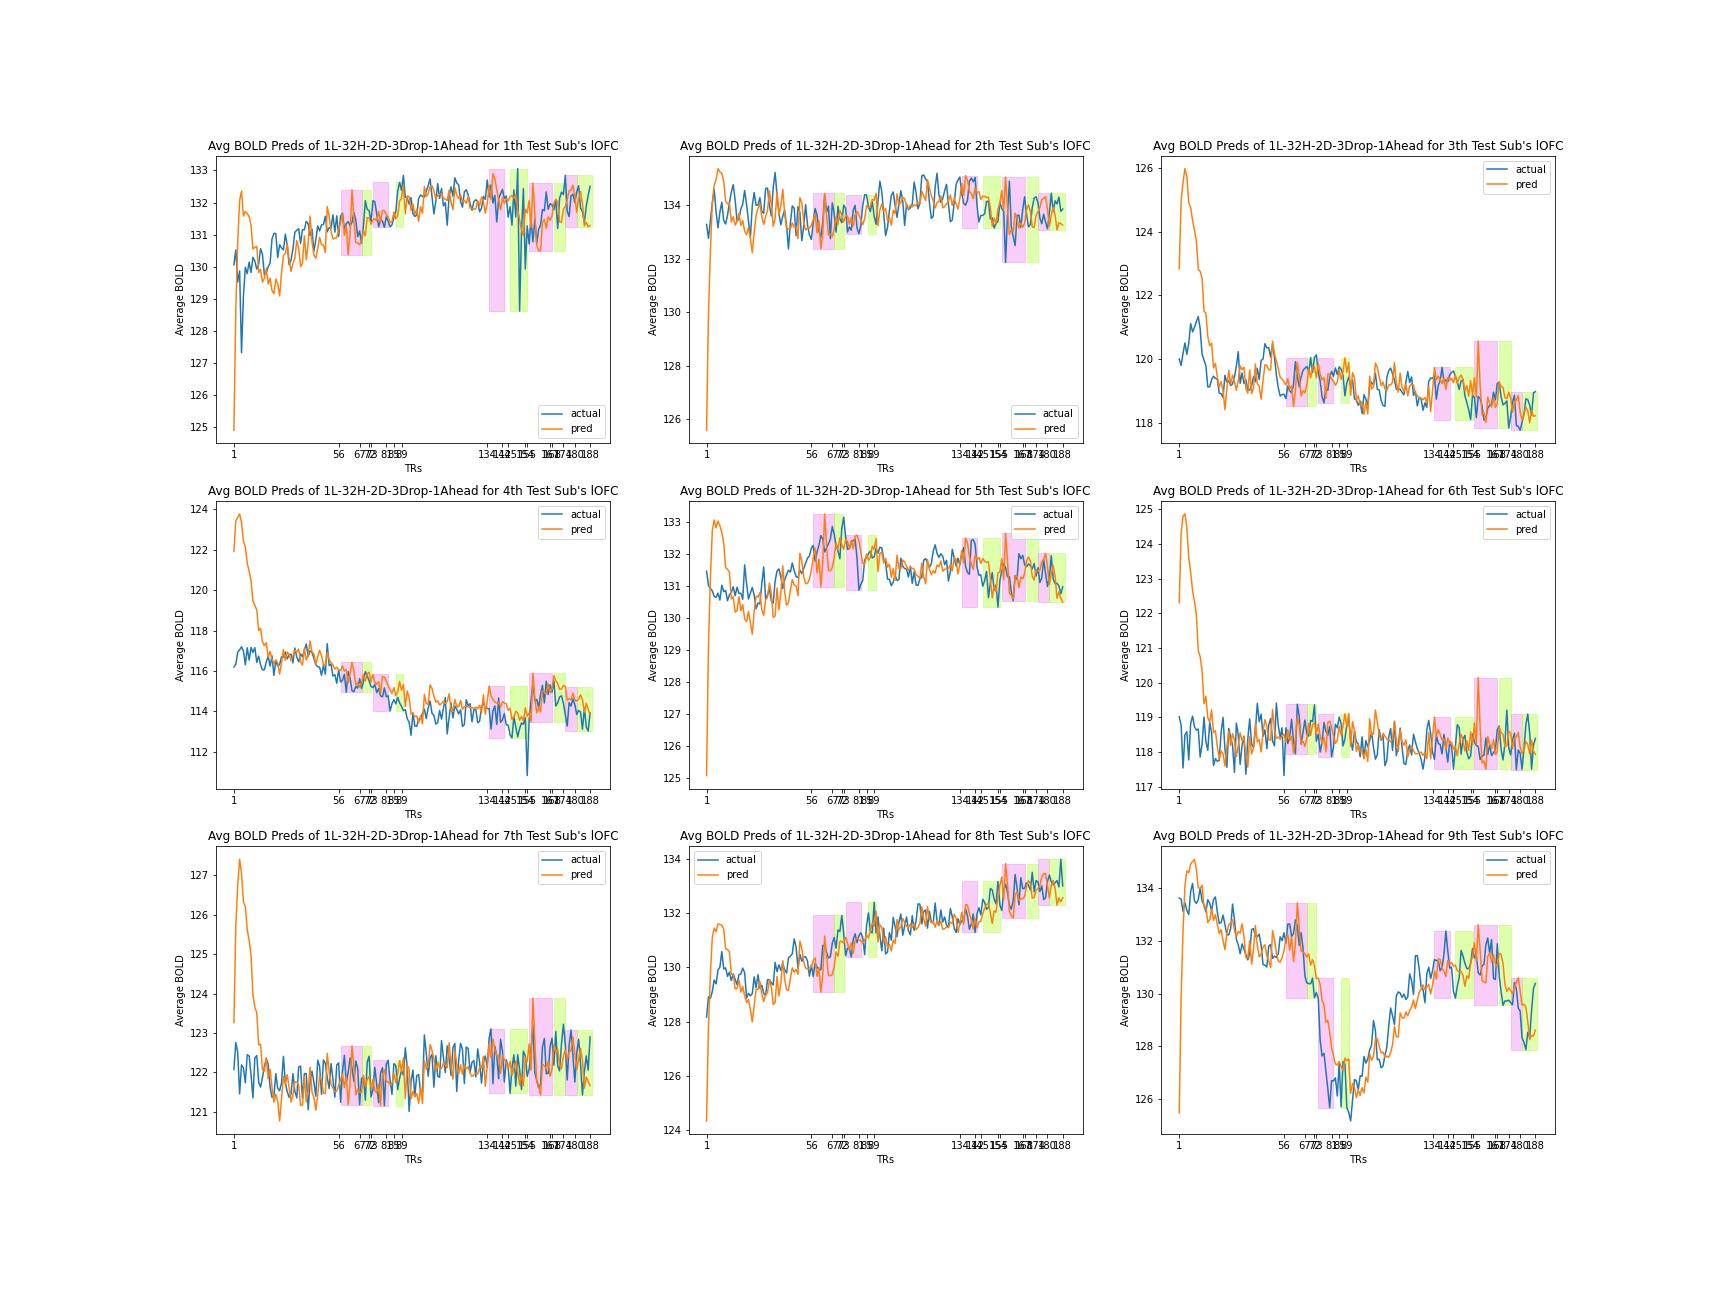 Avg BOLD Preds of 1L-32H-2D-3Drop-1Ahead for 1th Test Sub's lOFC
Avg BOLD Preds of 1L-32H-2D-3Drop-1Ahead for 2th Test Sub's lOFC
Avg BOLD Preds of 1L-32H-2D-3Drop-1Ahead for 3th Test Sub's lOFC
133
132
131
130
129
128
127
126
125
Average BOLD
actual
pred
1 56 188
TRs
134
132
130
128
126
Average BOLD
actual
pred
1 56 188
TRs
126
124
122
120
118
Average BOLD
actual
pred
1 56 188
TRs
Avg BOLD Preds of 1L-32H-2D-3Drop-1Ahead for 4th Test Sub's lOFC
Avg BOLD Preds of 1L-32H-2D-3Drop-1Ahead for 5th Test Sub's lOFC
Avg BOLD Preds of 1L-32H-2D-3Drop-1Ahead for 6th Test Sub's lOFC
124
122
120
118
116
114
112
Average BOLD
actual
pred
1 56 188
TRs
133
132
131
130
129
128
127
126
125
Average BOLD
actual
pred
1 56 188
TRs
125
124
123
122
121
120
119
118
117
Average BOLD
actual
pred
1 56 188
TRs
Avg BOLD Preds of 1L-32H-2D-3Drop-1Ahead for 7th Test Sub's lOFC
Avg BOLD Preds of 1L-32H-2D-3Drop-1Ahead for 8th Test Sub's lOFC
Avg BOLD Preds of 1L-32H-2D-3Drop-1Ahead for 9th Test Sub's lOFC
127
126
125
124
123
122
121
Average BOLD
actual
pred
1 56 188
TRs
134
132
130
128
126
124
Average BOLD
actual
pred
1 56 188
TRs
134
132
130
128
126
Average BOLD
actual
pred
1 56 188
TRs